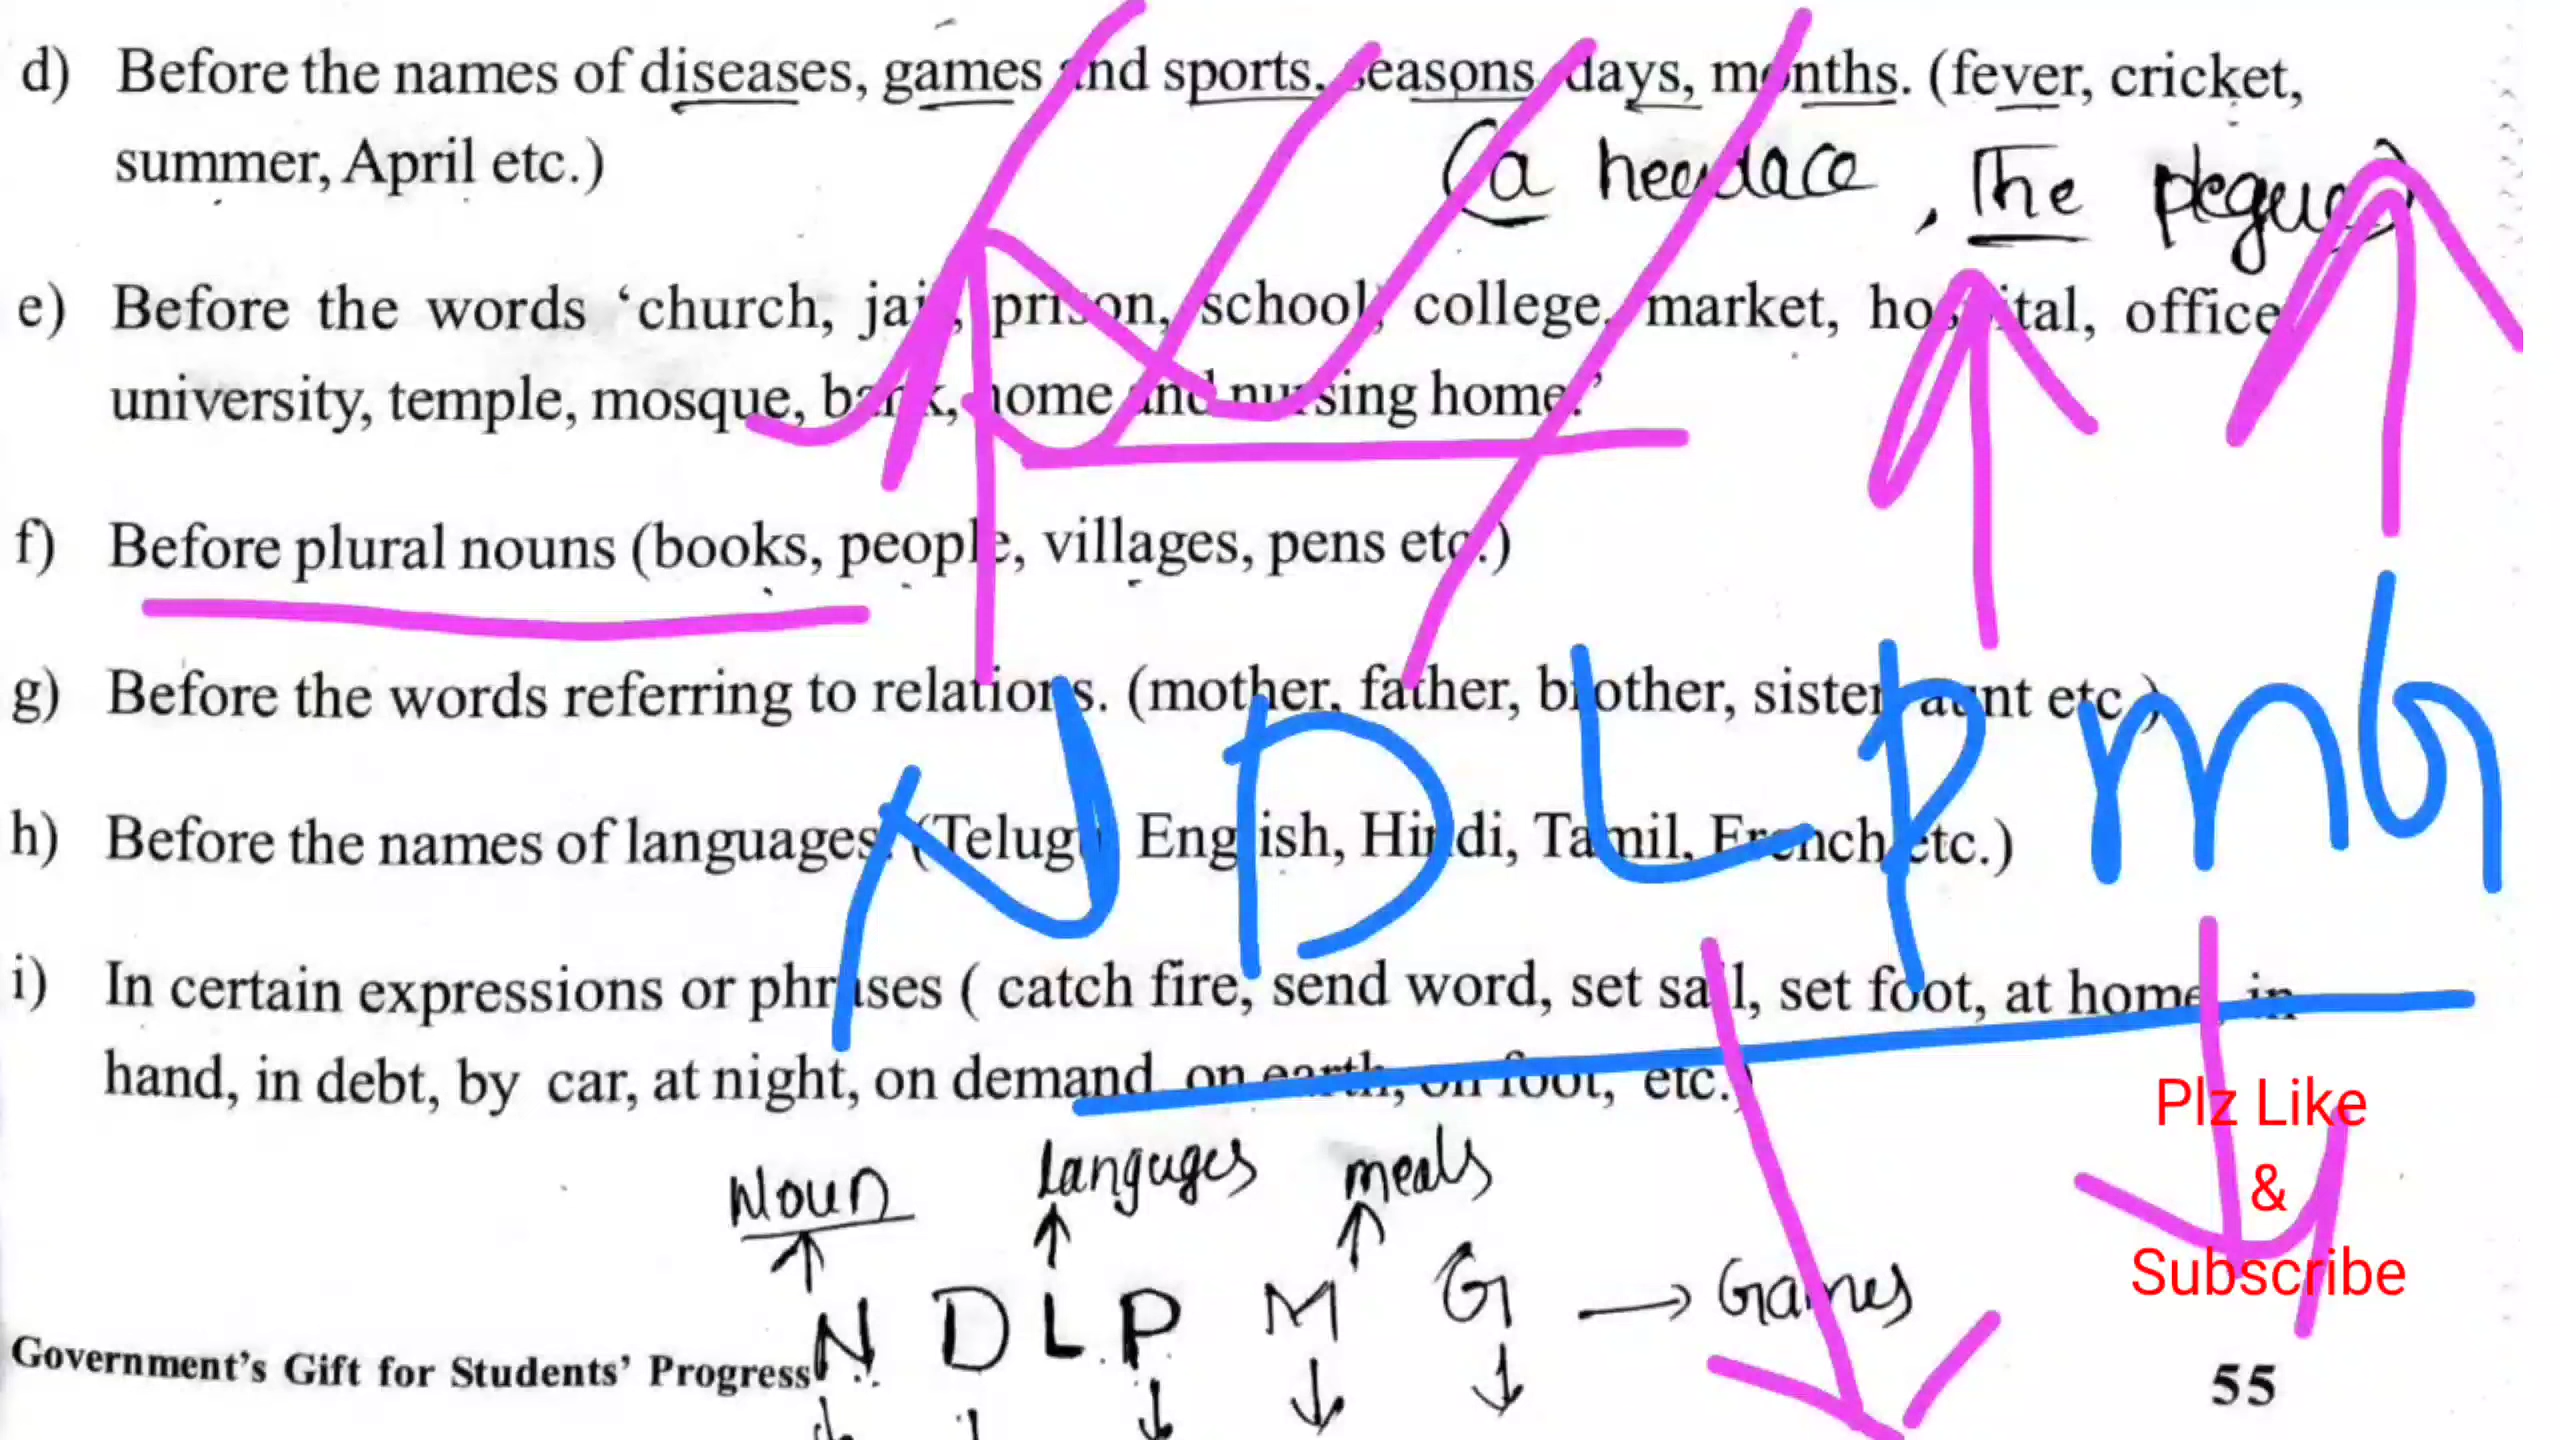 d) Before the names of diseases, games and sports, seasons, days, months. (fever, cricket,
summer, April etc.)
(a heedace, The plegue)
e) Before the words ‘church, jail, prison, school, college, market, hospital, office
university, temple, mosque, bank, home and nursing home.’
f) Before plural nouns (books, people, villages, pens etc.)
g) Before the words referring to relations. (mother, father, brother, sister, aunt etc.)
N D L P m G
h) Before the names of languages. (Telugu, English, Hindi, Tamil, French etc.)
i) In certain expressions or phrases ( catch fire, send word, set sail, set foot, at home, in
hand, in debt, by car, at night, on demand, on earth, on foot, etc.)
Plz Like
&
Subscribe
Noun languges meals
N D L P M G → Games
Government’s Gift for Students’ Progress
55